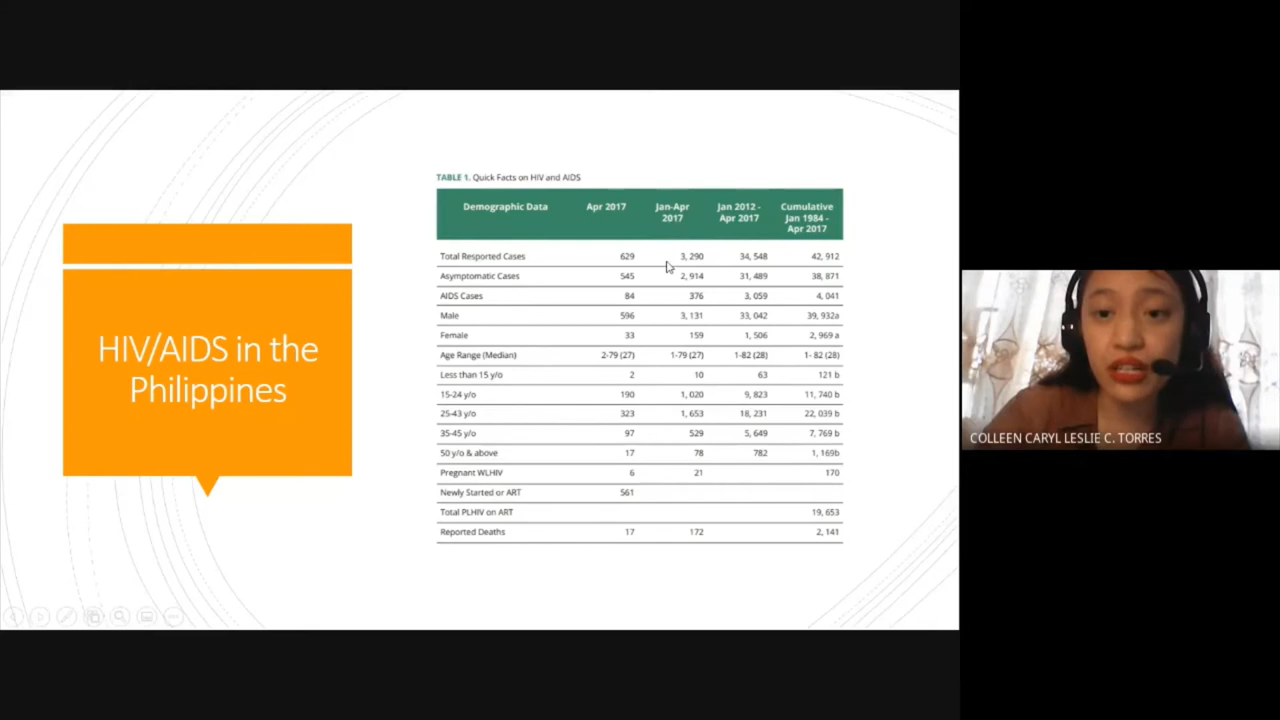 HIV/AIDS in the
Philippines
TABLE 1. Quick Facts on HIV and AIDS
Demographic Data Apr 2017 Jan-Apr 2017 Jan 2012 - Apr 2017 Cumulative Jan 1984 - Apr 2017
Total Resported Cases 629 3, 290 34, 548 42, 912
Asymptomatic Cases 545 2, 914 31, 489 38, 871
AIDS Cases 84 376 3, 059 4, 041
Male 596 3, 131 33, 042 39, 932a
Female 33 159 1, 506 2, 969 a
Age Range (Median) 2-79 (27) 1-79 (27) 1-82 (28) 1- 82 (28)
Less than 15 y/o 2 10 63 121 b
15-24 y/o 190 1, 020 9, 823 11, 740 b
25-43 y/o 323 1, 653 18, 231 22, 039 b
35-45 y/o 97 529 5, 649 7, 769 b
50 y/o & above 17 78 782 1, 169b
Pregnant WLHIV 6 21 170
Newly Started or ART 561
Total PLHIV on ART 19, 653
Reported Deaths 17 172 2, 141
COLLEEN CARYL LESLIE C. TORRES